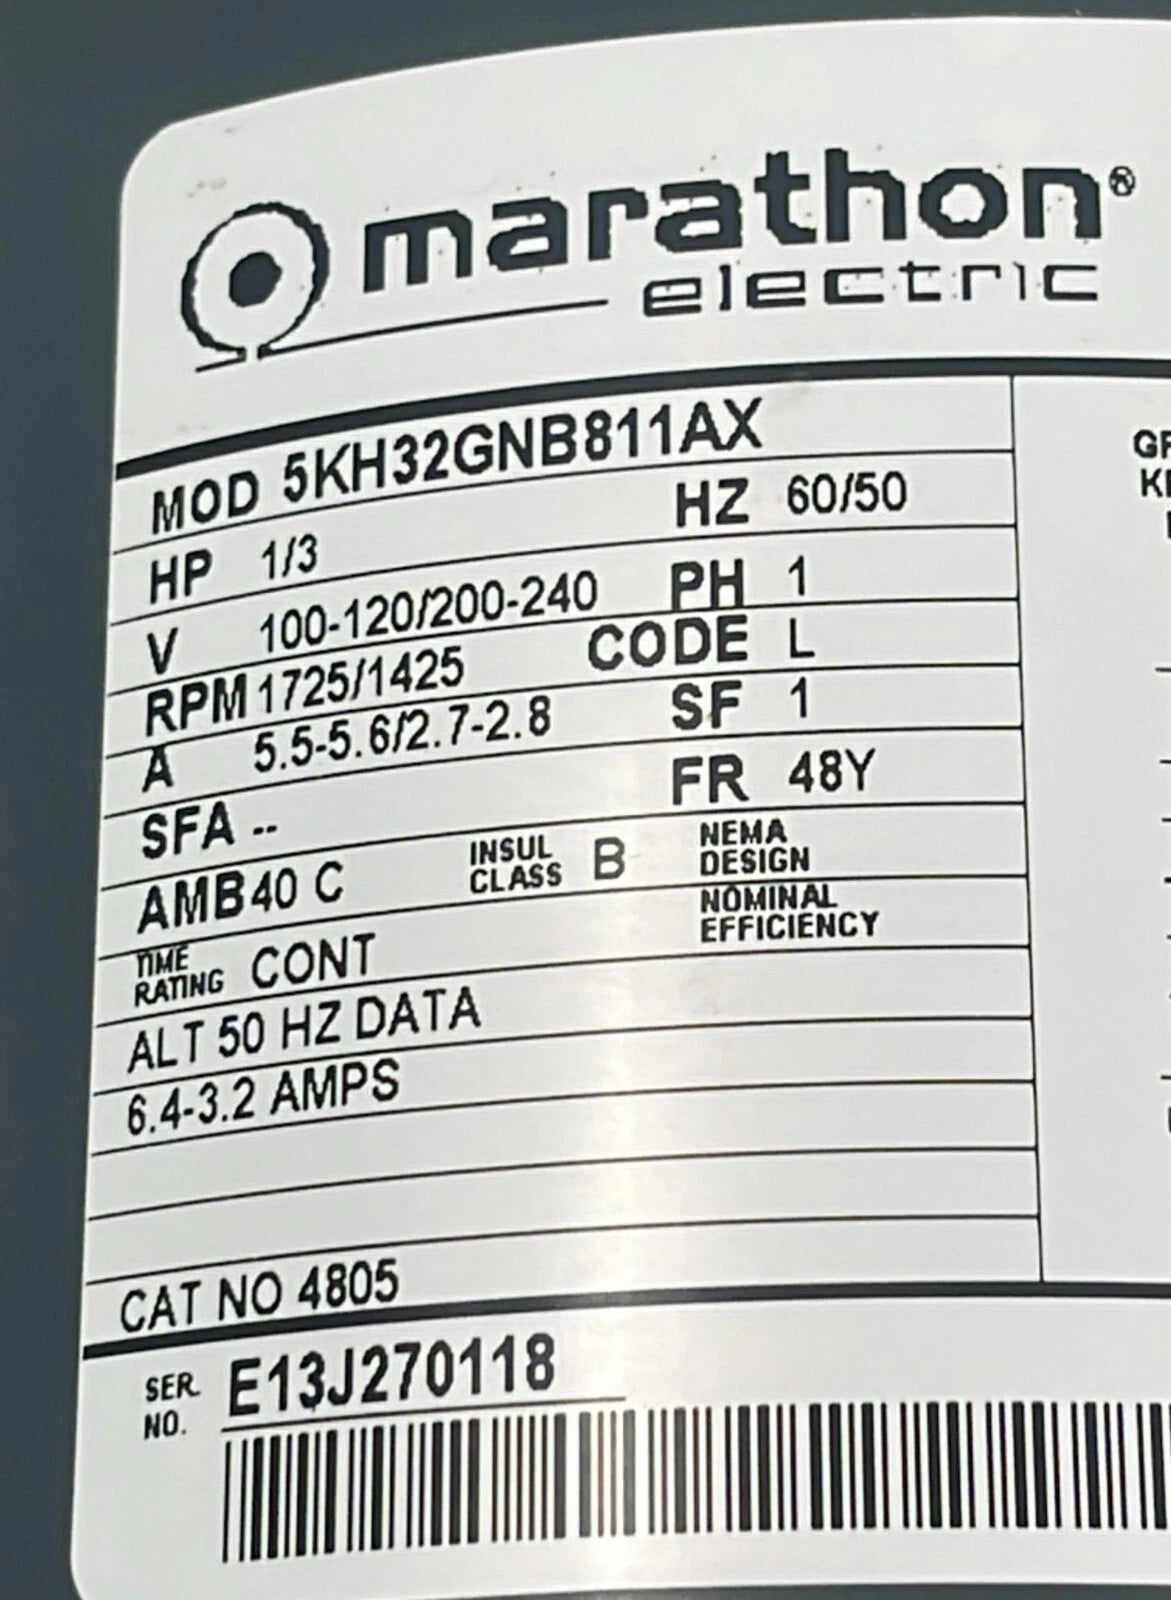 marathon®
electric
MOD 5KH32GNB811AX
HP 1/3 HZ 60/50
V 100-120/200-240 PH 1
RPM 1725/1425 CODE L
A 5.5-5.6/2.7-2.8 SF 1
SFA -- FR 48Y
AMB 40 C INSUL CLASS B NEMA DESIGN
TIME RATING CONT NOMINAL EFFICIENCY
ALT 50 HZ DATA
6.4-3.2 AMPS
CAT NO 4805
SER. NO. E13J270118